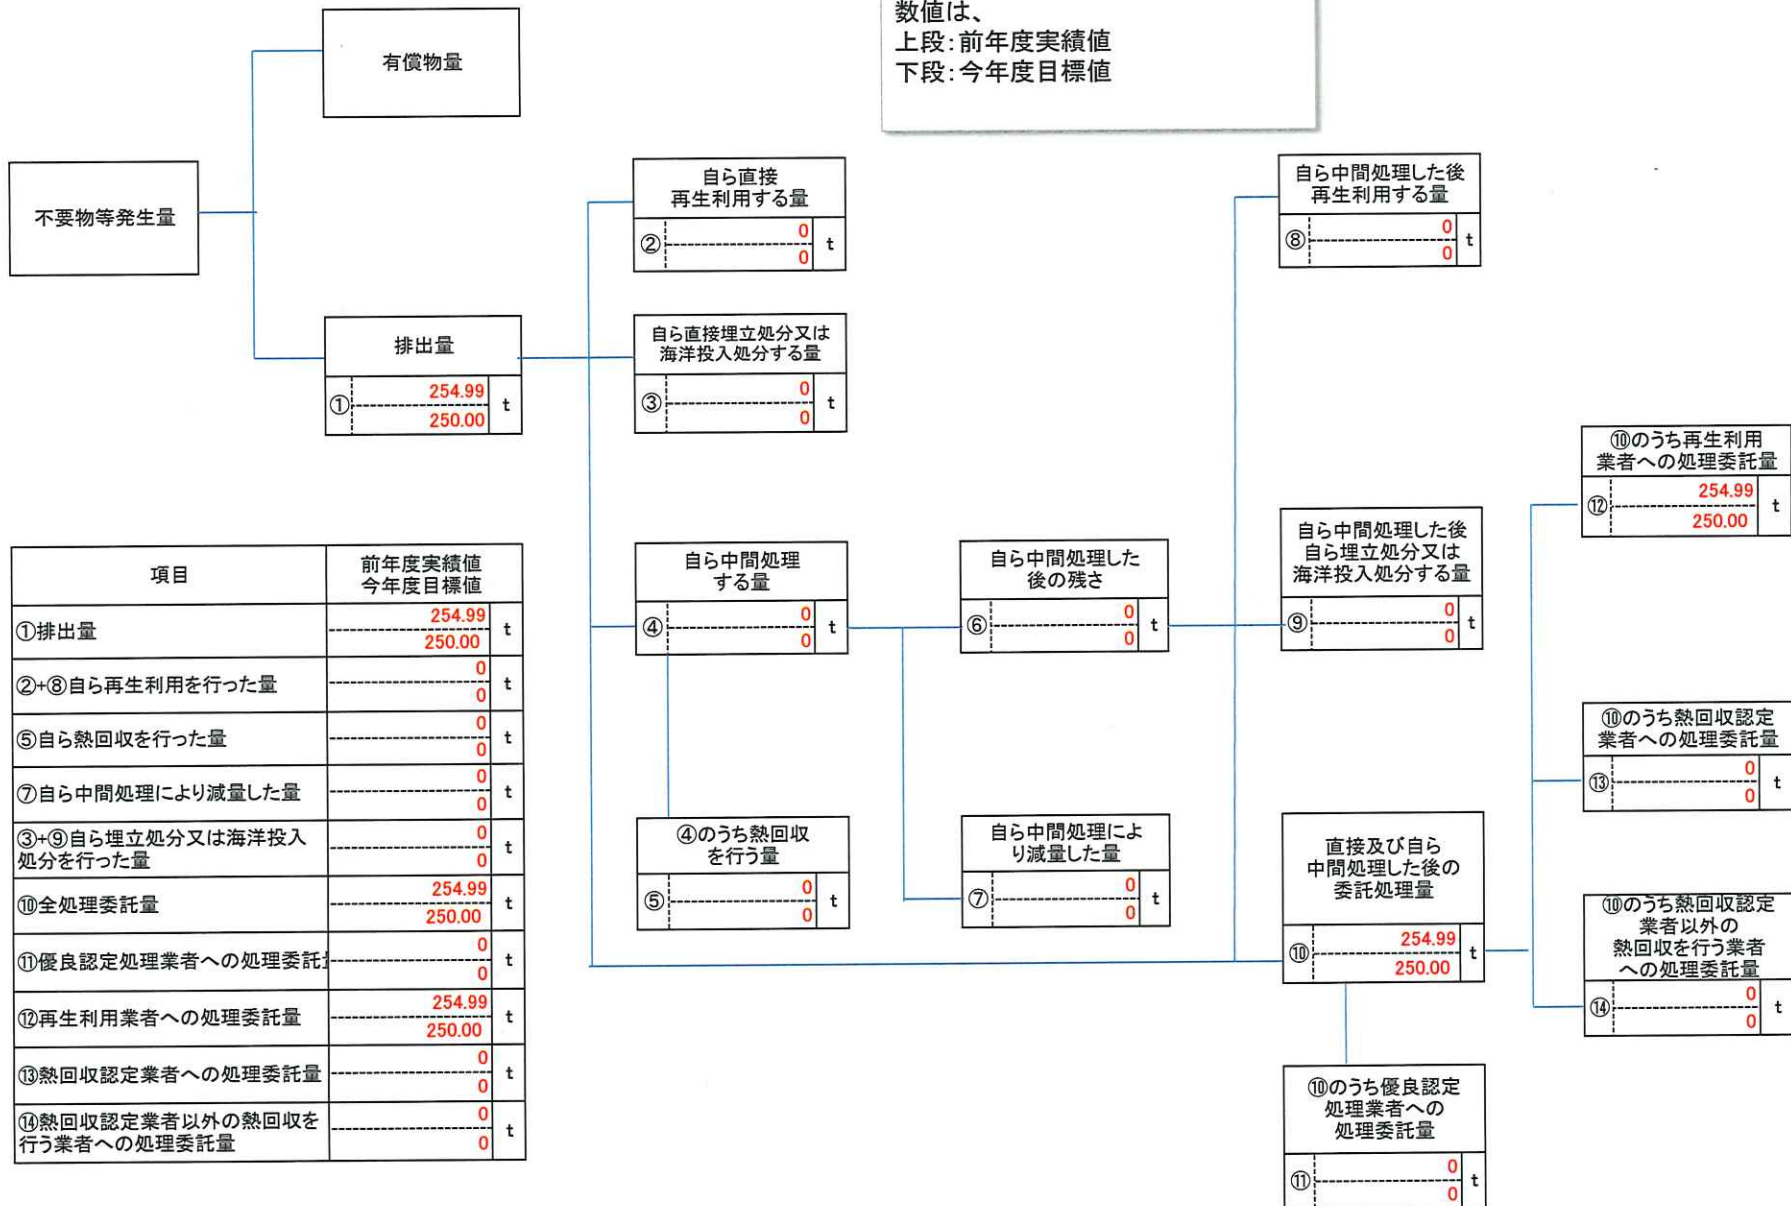 数値は、
上段：前年度実績値
下段：今年度目標値
有償物量
不要物等発生量
排出量
①
254.99
250.00
t
自ら直接
再生利用する量
②
0
0
t
自ら直接埋立処分又は
海洋投入処分する量
③
0
0
t
自ら中間処理
する量
④
0
0
t
④のうち熱回収
を行う量
⑤
0
0
t
自ら中間処理した
後の残さ
⑥
0
0
t
自ら中間処理によ
り減量した量
⑦
0
0
t
自ら中間処理した後
再生利用する量
⑧
0
0
t
自ら中間処理した後
自ら埋立処分又は
海洋投入処分する量
⑨
0
0
t
直接及び自ら
中間処理した後の
委託処理量
⑩
254.99
250.00
t
⑩のうち優良認定
処理業者への
処理委託量
⑪
0
0
t
⑩のうち再生利用
業者への処理委託量
⑫
254.99
250.00
t
⑩のうち熱回収認定
業者への処理委託量
⑬
0
0
t
⑩のうち熱回収認定
業者以外の
熱回収を行う業者
への処理委託量
⑭
0
0
t
項目
前年度実績値
今年度目標値
①排出量
254.99
250.00
t
②+⑧自ら再生利用を行った量
0
0
t
⑤自ら熱回収を行った量
0
0
t
⑦自ら中間処理により減量した量
0
0
t
③+⑨自ら埋立処分又は海洋投入
処分を行った量
0
0
t
⑩全処理委託量
254.99
250.00
t
⑪優良認定処理業者への処理委託
0
0
t
⑫再生利用業者への処理委託量
254.99
250.00
t
⑬熱回収認定業者への処理委託量
0
0
t
⑭熱回収認定業者以外の熱回収を
行う業者への処理委託量
0
0
t